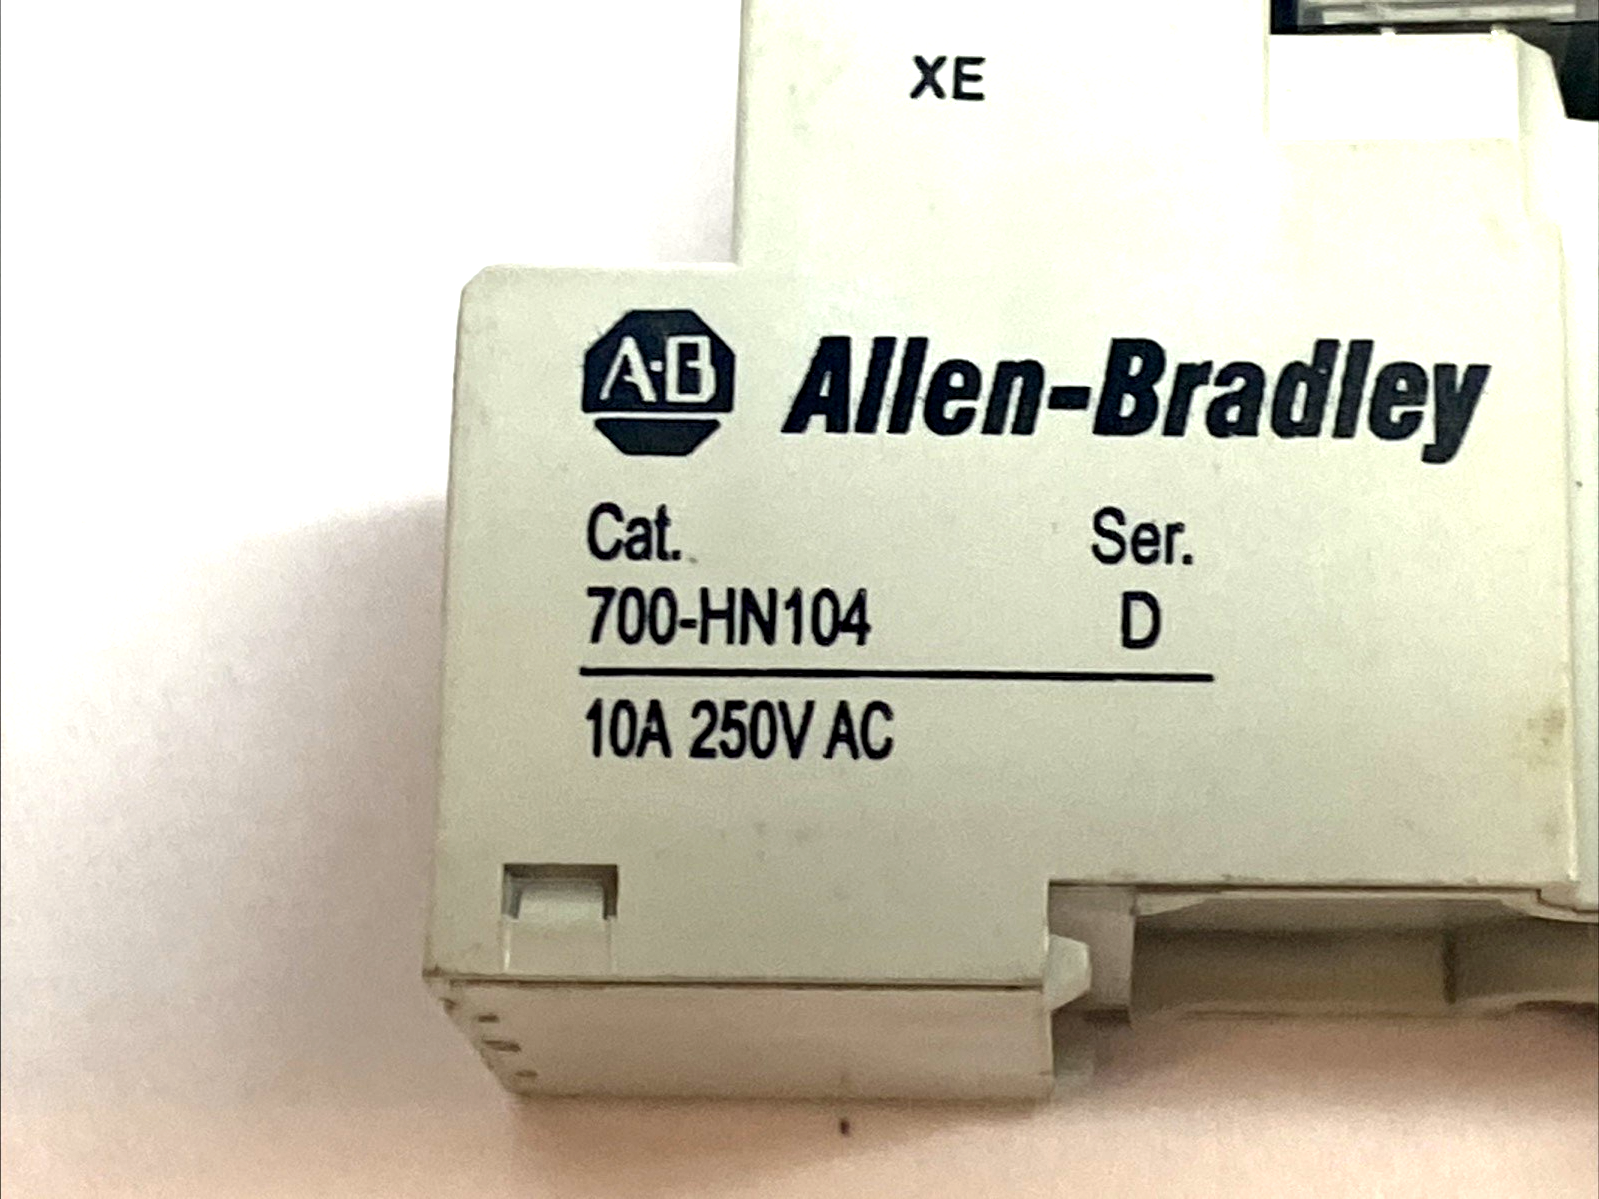 XE
A-B Allen-Bradley
Cat. Ser.
700-HN104 D
10A 250V AC